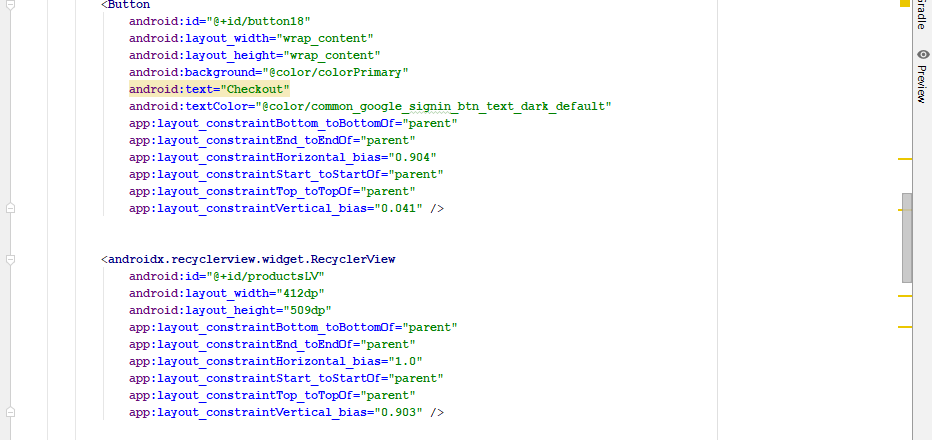 <Button
android:id="@+id/button18"
android:layout_width="wrap_content"
android:layout_height="wrap_content"
android:background="@color/colorPrimary"
android:text="Checkout"
android:textColor="@color/common_google_signin_btn_text_dark_default"
app:layout_constraintBottom_toBottomOf="parent"
app:layout_constraintEnd_toEndOf="parent"
app:layout_constraintHorizontal_bias="0.904"
app:layout_constraintStart_toStartOf="parent"
app:layout_constraintTop_toTopOf="parent"
app:layout_constraintVertical_bias="0.041" />
<androidx.recyclerview.widget.RecyclerView
android:id="@+id/productsLV"
android:layout_width="412dp"
android:layout_height="509dp"
app:layout_constraintBottom_toBottomOf="parent"
app:layout_constraintEnd_toEndOf="parent"
app:layout_constraintHorizontal_bias="1.0"
app:layout_constraintStart_toStartOf="parent"
app:layout_constraintTop_toTopOf="parent"
app:layout_constraintVertical_bias="0.903" />
Gradle
Preview